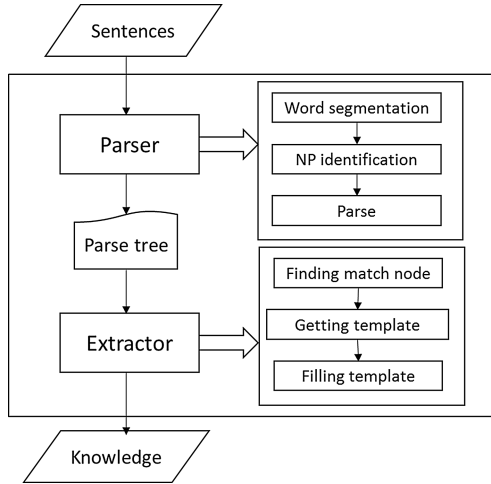 Sentences
Parser
Word segmentation
NP identification
Parse
Parse tree
Finding match node
Extractor
Getting template
Filling template
Knowledge